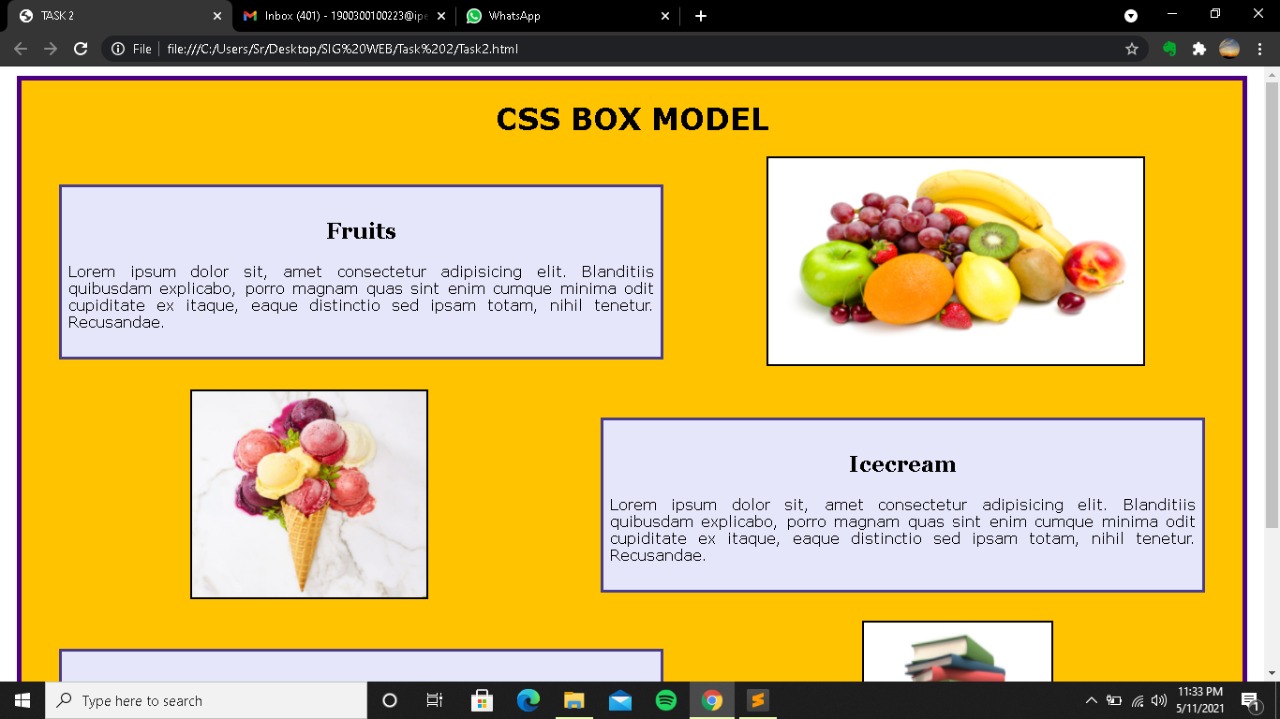 TASK 2
Inbox (401) - 1900300100223@ipe
WhatsApp
File
file:///C:/Users/Sr/Desktop/SIG%20WEB/Task%202/Task2.html
CSS BOX MODEL
Fruits
Lorem ipsum dolor sit, amet consectetur adipisicing elit. Blanditiis
quibusdam explicabo, porro magnam quas sint enim cumque minima odit
cupiditate ex itaque, eaque distinctio sed ipsam totam, nihil tenetur.
Recusandae.
Icecream
Lorem ipsum dolor sit, amet consectetur adipisicing elit. Blanditiis
quibusdam explicabo, porro magnam quas sint enim cumque minima odit
cupiditate ex itaque, eaque distinctio sed ipsam totam, nihil tenetur.
Recusandae.
Type here to search
11:33 PM
5/11/2021
1